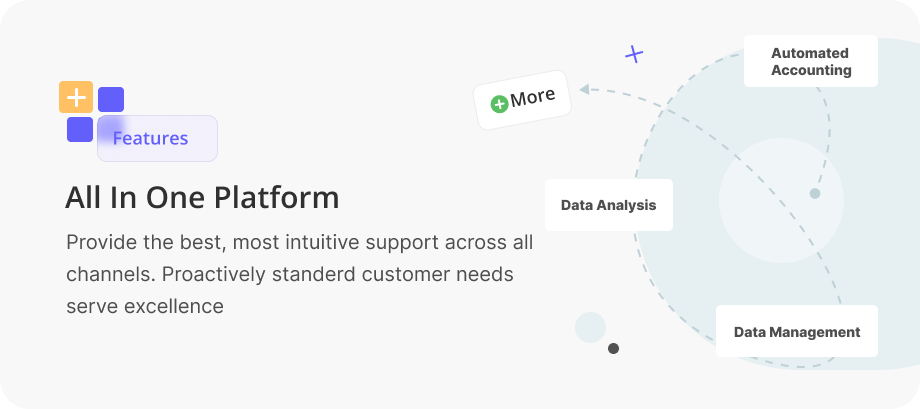 Features
All In One Platform
Provide the best, most intuitive support across all
channels. Proactively standerd customer needs
serve excellence
More
Automated
Accounting
Data Analysis
Data Management